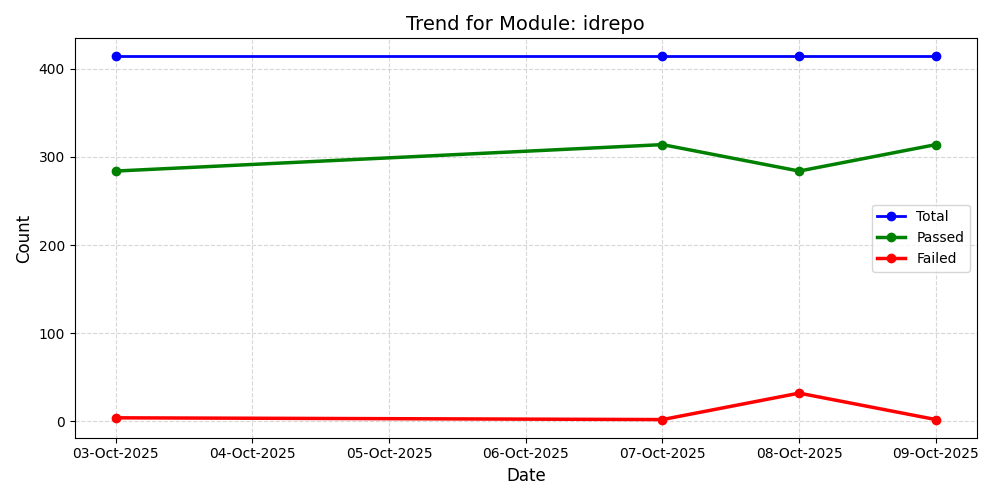 Trend for Module: idrepo
400
300
200
100
0
Count
Total
Passed
Failed
03-Oct-2025 04-Oct-2025 05-Oct-2025 06-Oct-2025 07-Oct-2025 08-Oct-2025 09-Oct-2025
Date